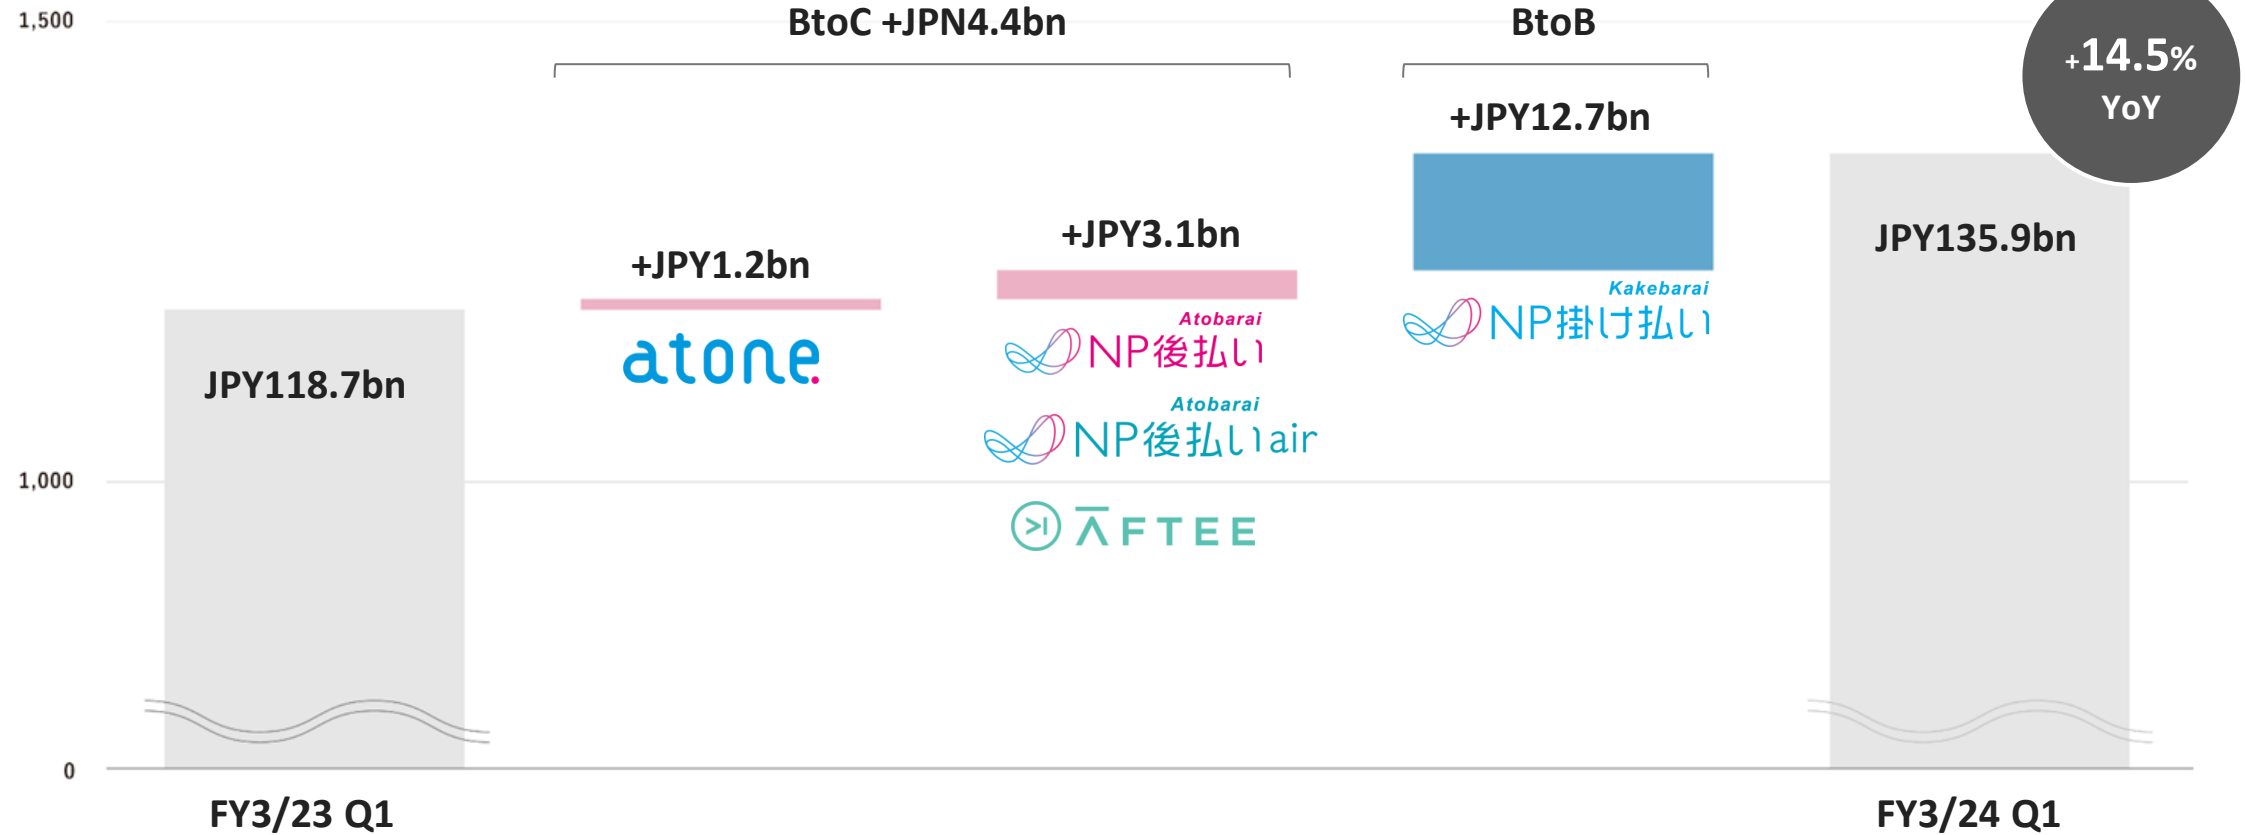 1,500
BtoC +JPN4.4bn
BtoB
+14.5%
YoY
+JPY12.7bn
+JPY3.1bn
+JPY1.2bn
JPY135.9bn
JPY118.7bn
atone.
Atobarai
NP後払い
Atobarai
NP後払いair
AFTEE
Kakebarai
NP掛け払い
1,000
0
FY3/23 Q1
FY3/24 Q1